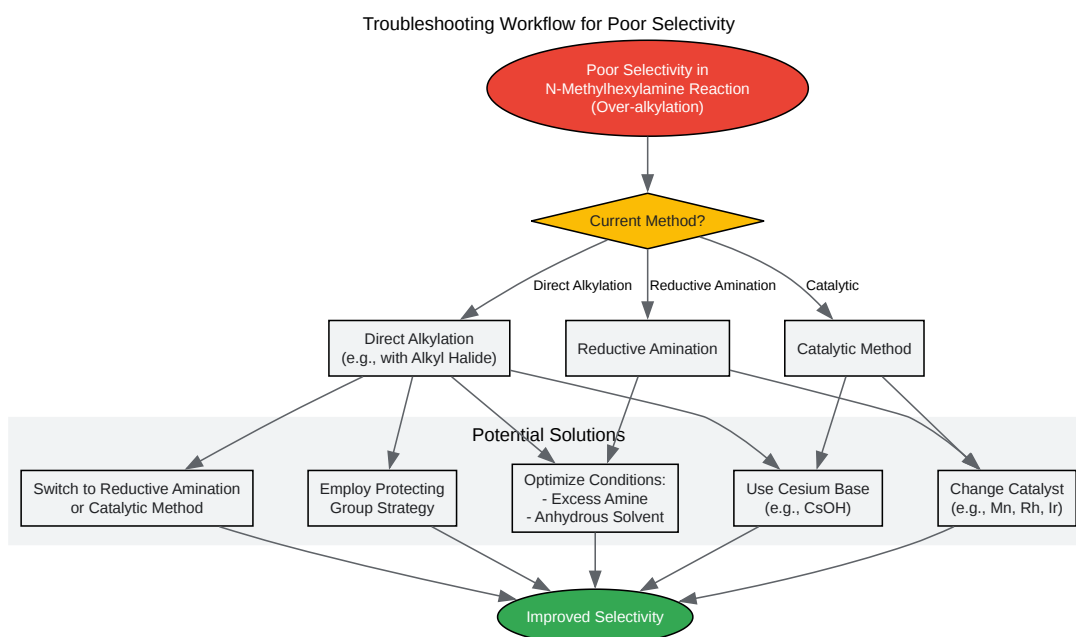 Troubleshooting Workflow for Poor Selectivity
Poor Selectivity in
N-Methylhexylamine Reaction
(Over-alkylation)
Current Method?
Direct Alkylation
Reductive Amination
Catalytic
Direct Alkylation
(e.g., with Alkyl Halide)
Reductive Amination
Catalytic Method
Potential Solutions
Switch to Reductive Amination
or Catalytic Method
Employ Protecting
Group Strategy
Optimize Conditions:
- Excess Amine
- Anhydrous Solvent
Use Cesium Base
(e.g., CsOH)
Change Catalyst
(e.g., Mn, Rh, Ir)
Improved Selectivity